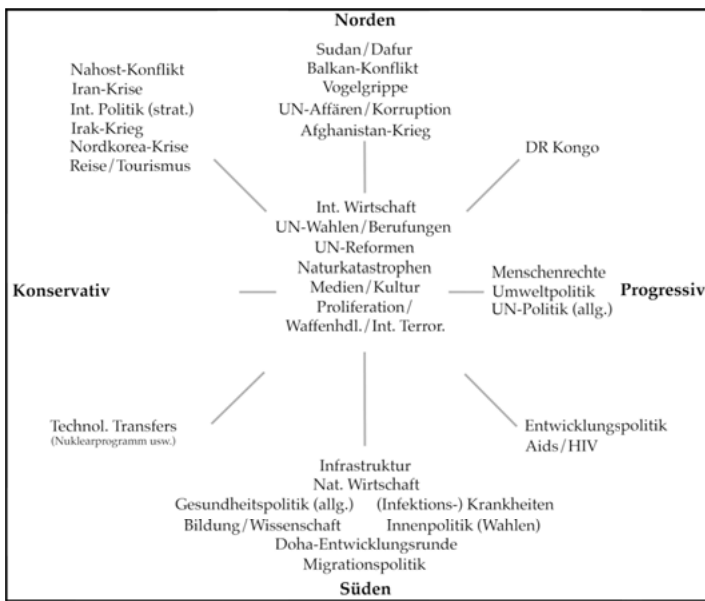 Norden
Sudan/Dafur
Balkan-Konflikt
Vogelgrippe
UN-Affären/Korruption
Afghanistan-Krieg
Nahost-Konflikt
Iran-Krise
Int. Politik (strat.)
Irak-Krieg
Nordkorea-Krise
Reise/Tourismus
DR Kongo
Int. Wirtschaft
UN-Wahlen/Berufungen
UN-Reformen
Naturkatastrophen
Medien/Kultur
Proliferation/
Waffenhdl./Int. Terror.
Konservativ
Menschenrechte
Umweltpolitik
UN-Politik (allg.)
Progressiv
Technol. Transfers
(Nuklearprogramm usw.)
Entwicklungspolitik
Aids/HIV
Infrastruktur
Nat. Wirtschaft
Gesundheitspolitik (allg.) (Infektions-) Krankheiten
Bildung/Wissenschaft Innenpolitik (Wahlen)
Doha-Entwicklungsrunde
Migrationspolitik
Süden